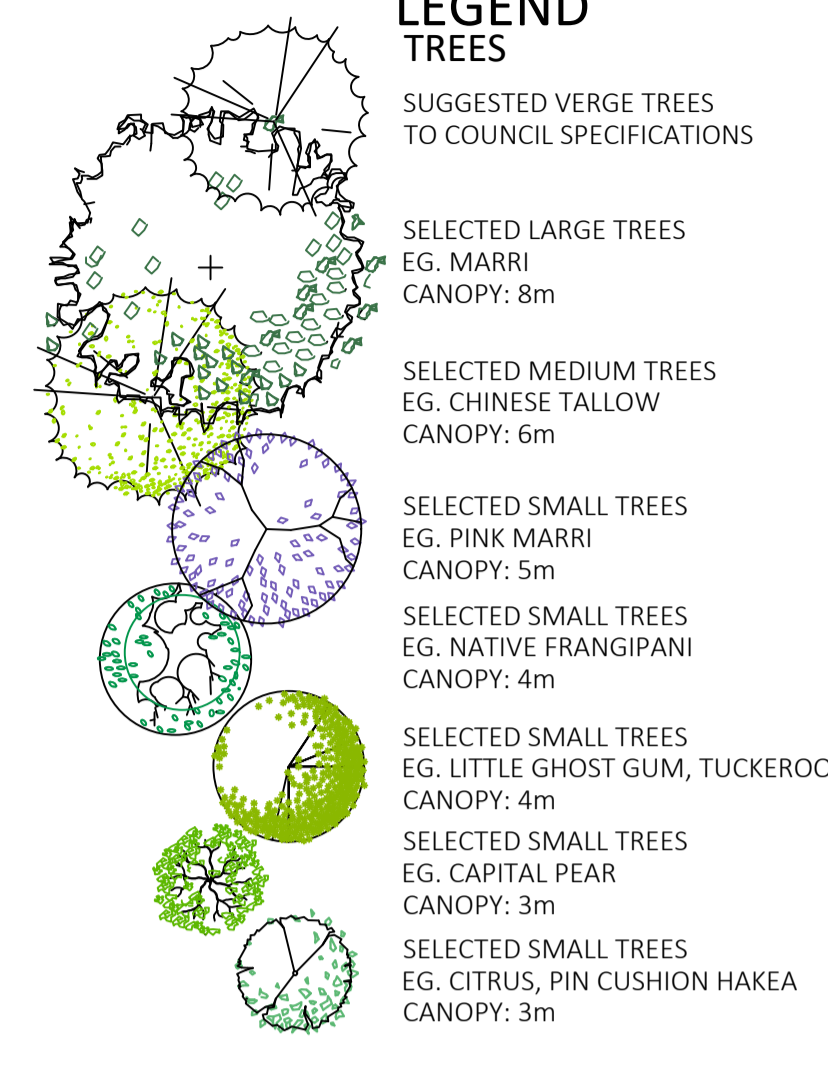 LEGEND
TREES
SUGGESTED VERGE TREES
TO COUNCIL SPECIFICATIONS
SELECTED LARGE TREES
EG. MARRI
CANOPY: 8m
SELECTED MEDIUM TREES
EG. CHINESE TALLOW
CANOPY: 6m
SELECTED SMALL TREES
EG. PINK MARRI
CANOPY: 5m
SELECTED SMALL TREES
EG. NATIVE FRANGIPANI
CANOPY: 4m
SELECTED SMALL TREES
EG. LITTLE GHOST GUM, TUCKEROO
CANOPY: 4m
SELECTED SMALL TREES
EG. CAPITAL PEAR
CANOPY: 3m
SELECTED SMALL TREES
EG. CITRUS, PIN CUSHION HAKEA
CANOPY: 3m